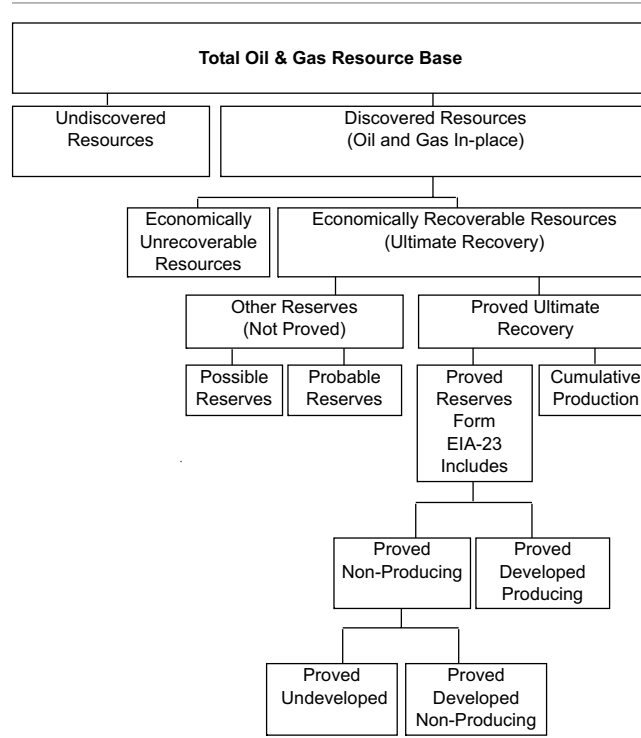 Total Oil & Gas Resource Base
Undiscovered
Resources
Discovered Resources
(Oil and Gas In-place)
Economically
Unrecoverable
Resources
Economically Recoverable Resources
(Ultimate Recovery)
Other Reserves
(Not Proved)
Proved Ultimate
Recovery
Possible
Reserves
Probable
Reserves
Proved
Reserves
Form
EIA-23
Includes
Cumulative
Production
Proved
Non-Producing
Proved
Developed
Producing
Proved
Undeveloped
Proved
Developed
Non-Producing